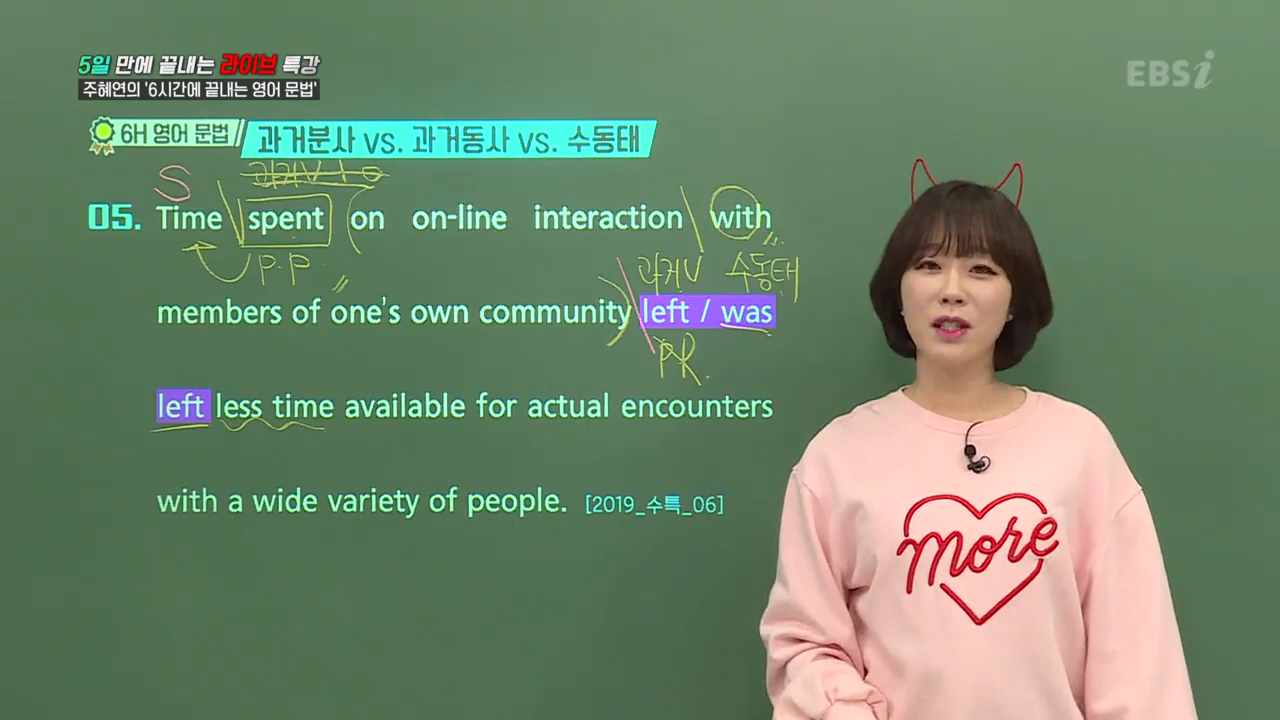 5일 만에 끝내는 라이브 특강
주혜연의 '6시간에 끝내는 영어 문법'
EBSi
6H 영어 문법 과거분사 vs. 과거동사 vs. 수동태
S
05. Time spent on on-line interaction with
P.P 과거V 수동태
members of one's own community left / was
left less time available for actual encounters
with a wide variety of people. [2019_수특_06]
more